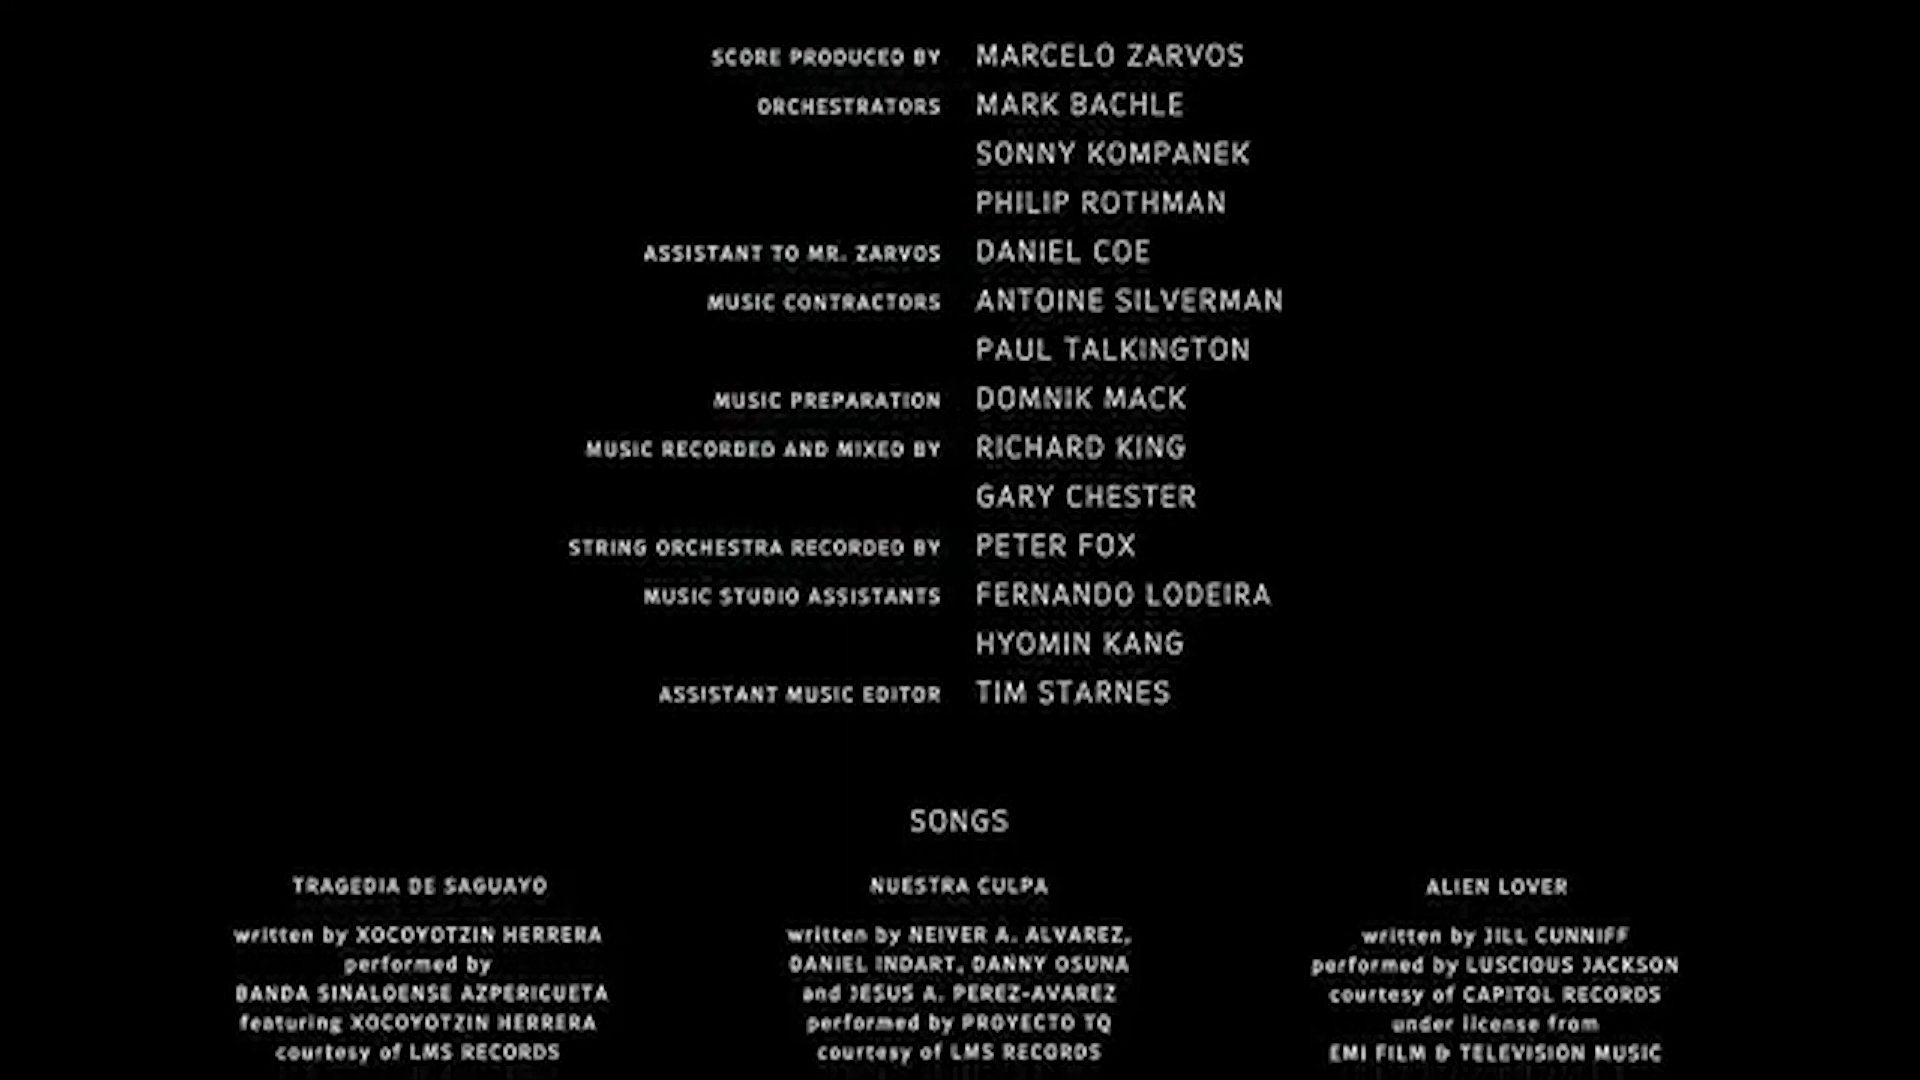 SCORE PRODUCED BY MARCELO ZARVOS
ORCHESTRATORS MARK BACHLE
SONNY KOMPANEK
PHILIP ROTHMAN
ASSISTANT TO MR. ZARVOS DANIEL COE
MUSIC CONTRACTORS ANTOINE SILVERMAN
PAUL TALKINGTON
MUSIC PREPARATION DOMNIK MACK
MUSIC RECORDED AND MIXED BY RICHARD KING
GARY CHESTER
STRING ORCHESTRA RECORDED BY PETER FOX
MUSIC STUDIO ASSISTANTS FERNANDO LODEIRA
HYOMIN KANG
ASSISTANT MUSIC EDITOR TIM STARNES
SONGS
TRAGEDIA DE SAGUAYO
written by XOCOYOTZIN HERRERA
performed by
BANDA SINALOENSE AZPERICUETA
featuring XOCOYOTZIN HERRERA
courtesy of LMS RECORDS
NUESTRA CULPA
written by NEIVER A. ALVAREZ,
DANIEL INDART, DANNY OSUNA
and JESUS A. PEREZ-AVAREZ
performed by PROYECTO TQ
courtesy of LMS RECORDS
ALIEN LOVER
written by JILL CUNNIFF
performed by LUSCIOUS JACKSON
courtesy of CAPITOL RECORDS
under license from
EMI FILM & TELEVISION MUSIC